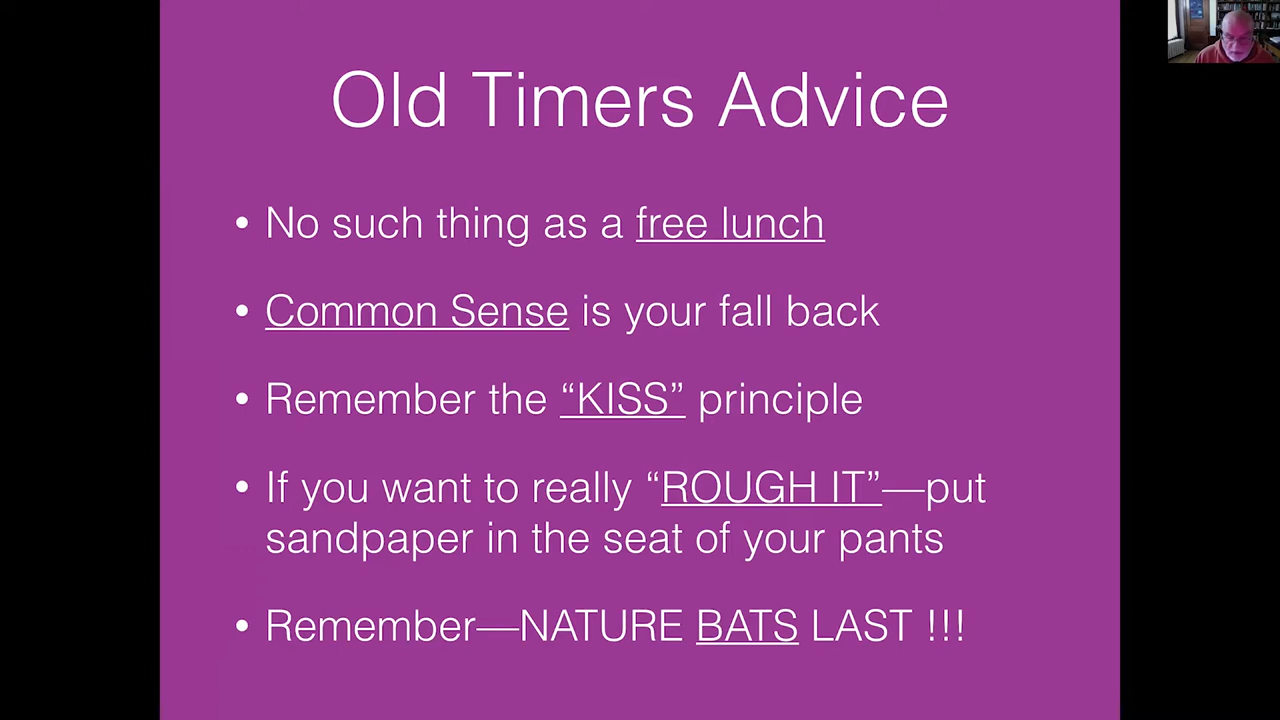 Old Timers Advice
• No such thing as a free lunch
• Common Sense is your fall back
• Remember the “KISS” principle
• If you want to really “ROUGH IT”—put
sandpaper in the seat of your pants
• Remember—NATURE BATS LAST !!!